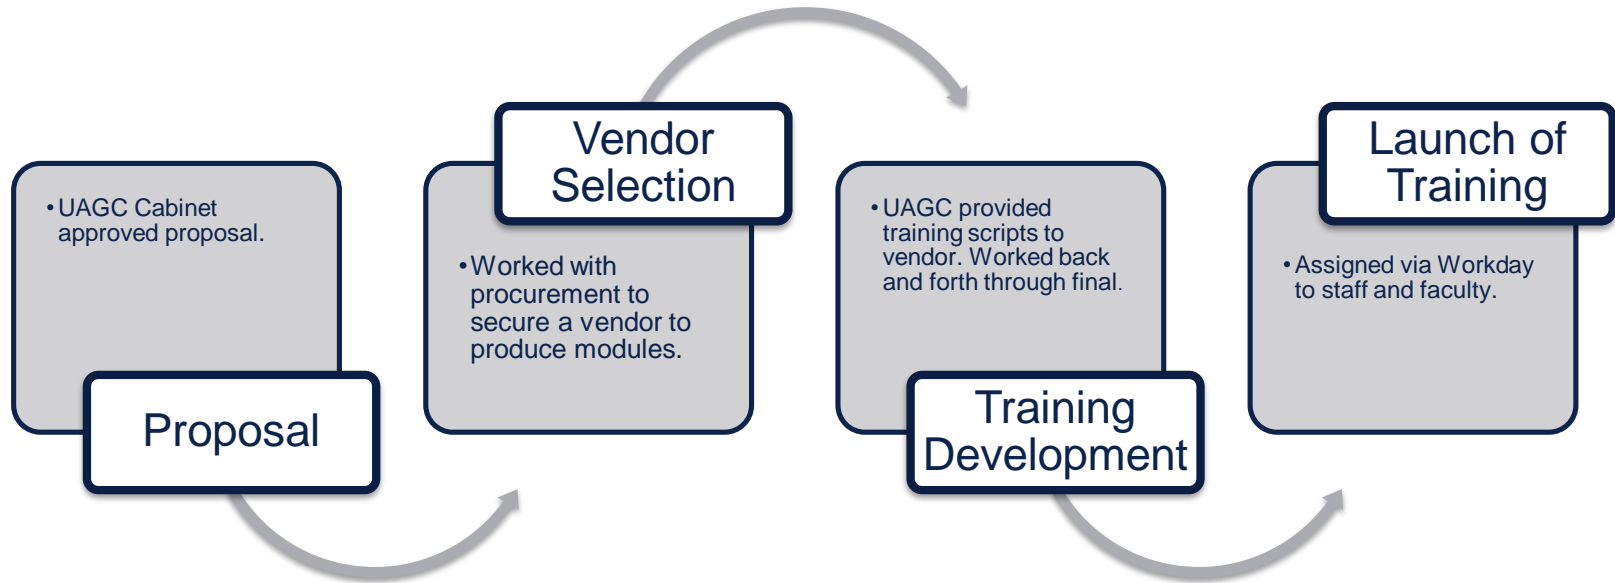 • UAGC Cabinet
approved proposal.
Proposal
Vendor
Selection
• Worked with
procurement to
secure a vendor to
produce modules.
• UAGC provided
training scripts to
vendor. Worked back
and forth through final.
Training
Development
Launch of
Training
• Assigned via Workday
to staff and faculty.